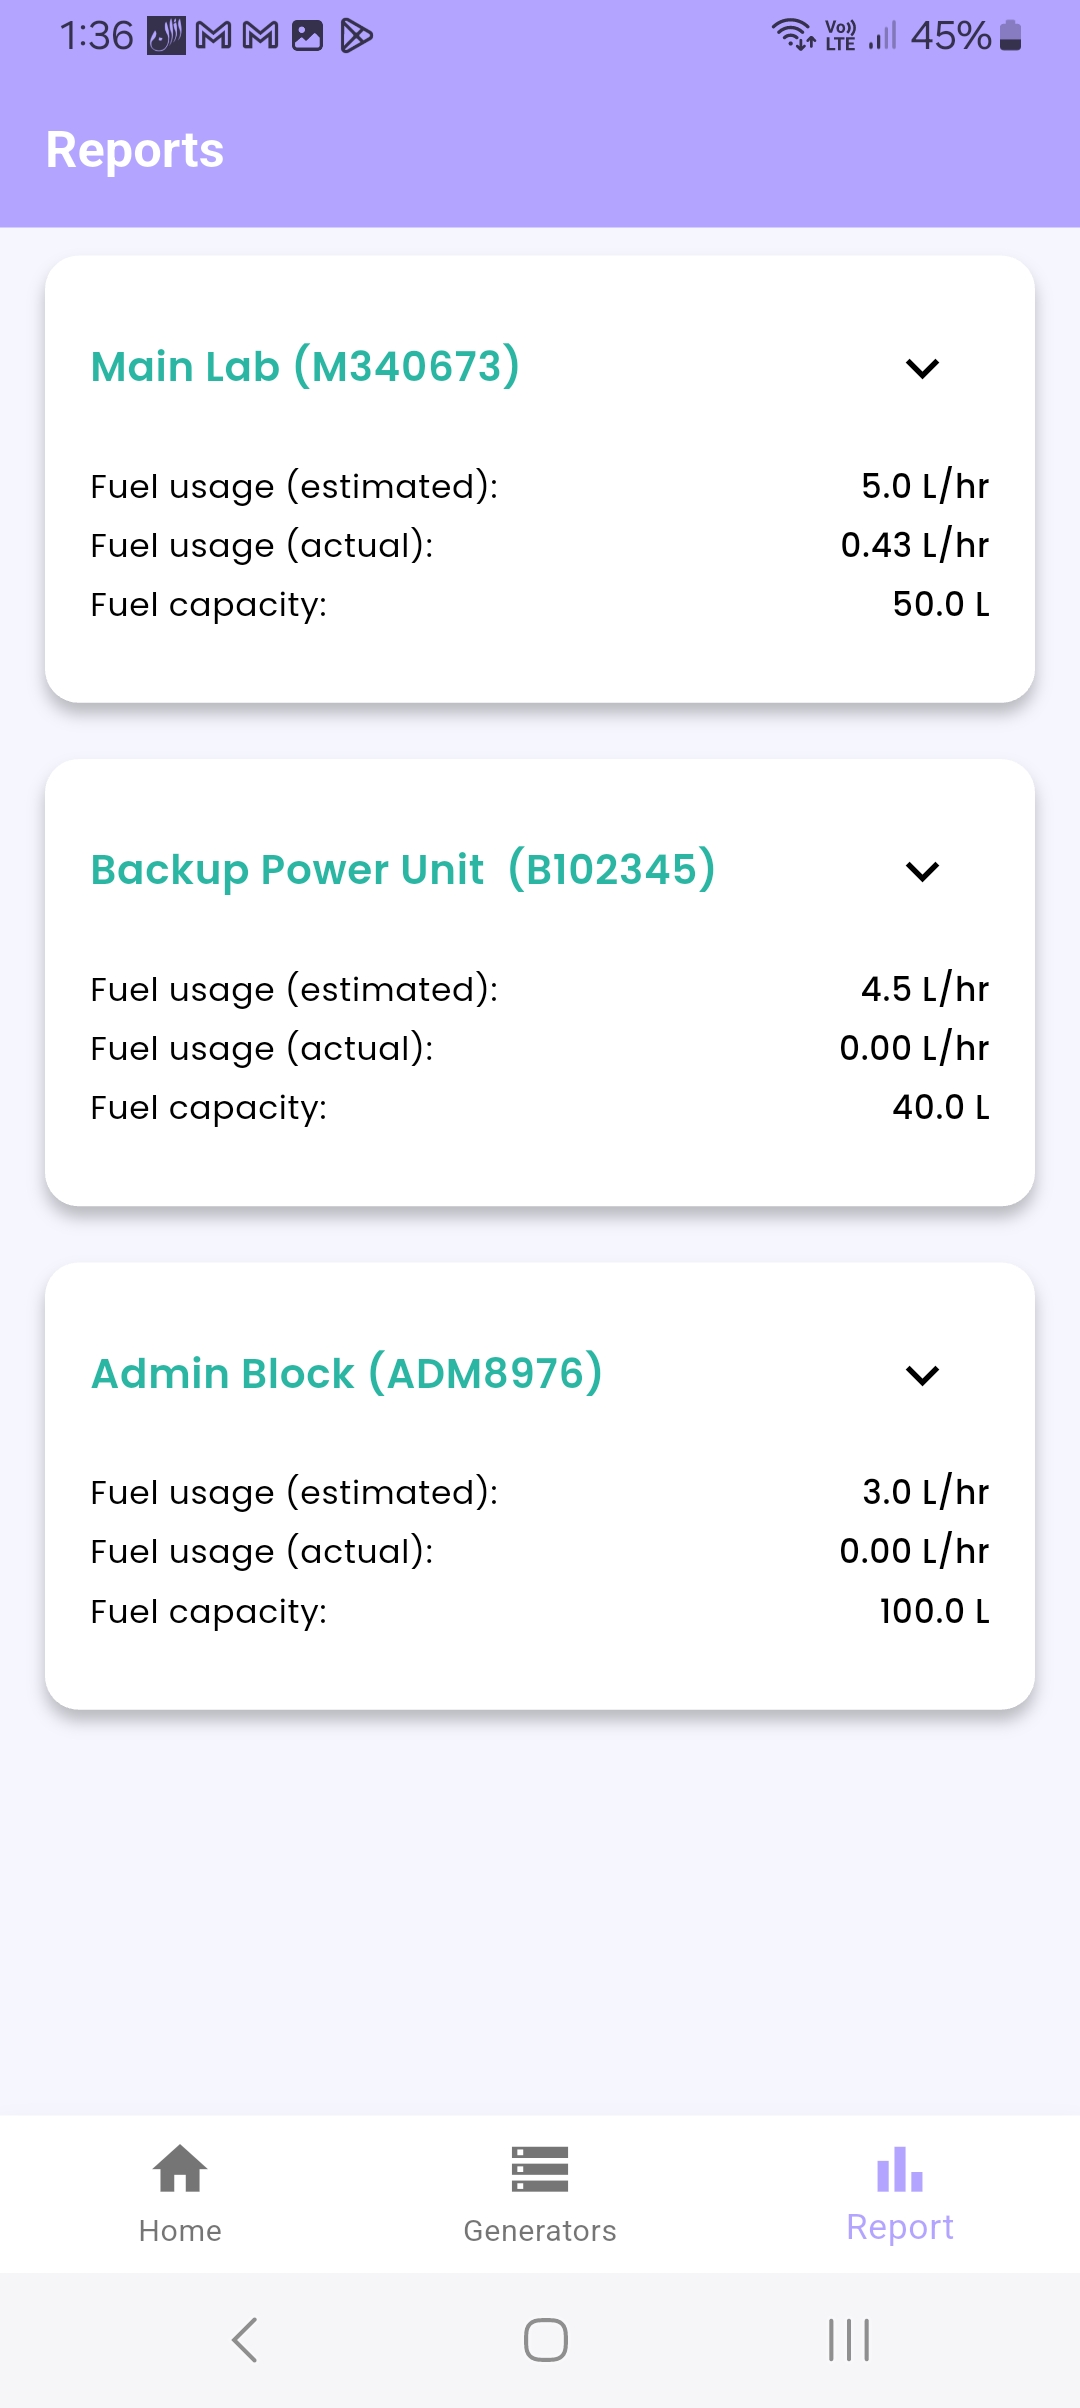 1:36 Vo)) LTE 45%
Reports
Main Lab (M340673)
Fuel usage (estimated): 5.0 L/hr
Fuel usage (actual): 0.43 L/hr
Fuel capacity: 50.0 L
Backup Power Unit (B102345)
Fuel usage (estimated): 4.5 L/hr
Fuel usage (actual): 0.00 L/hr
Fuel capacity: 40.0 L
Admin Block (ADM8976)
Fuel usage (estimated): 3.0 L/hr
Fuel usage (actual): 0.00 L/hr
Fuel capacity: 100.0 L
Home Generators Report